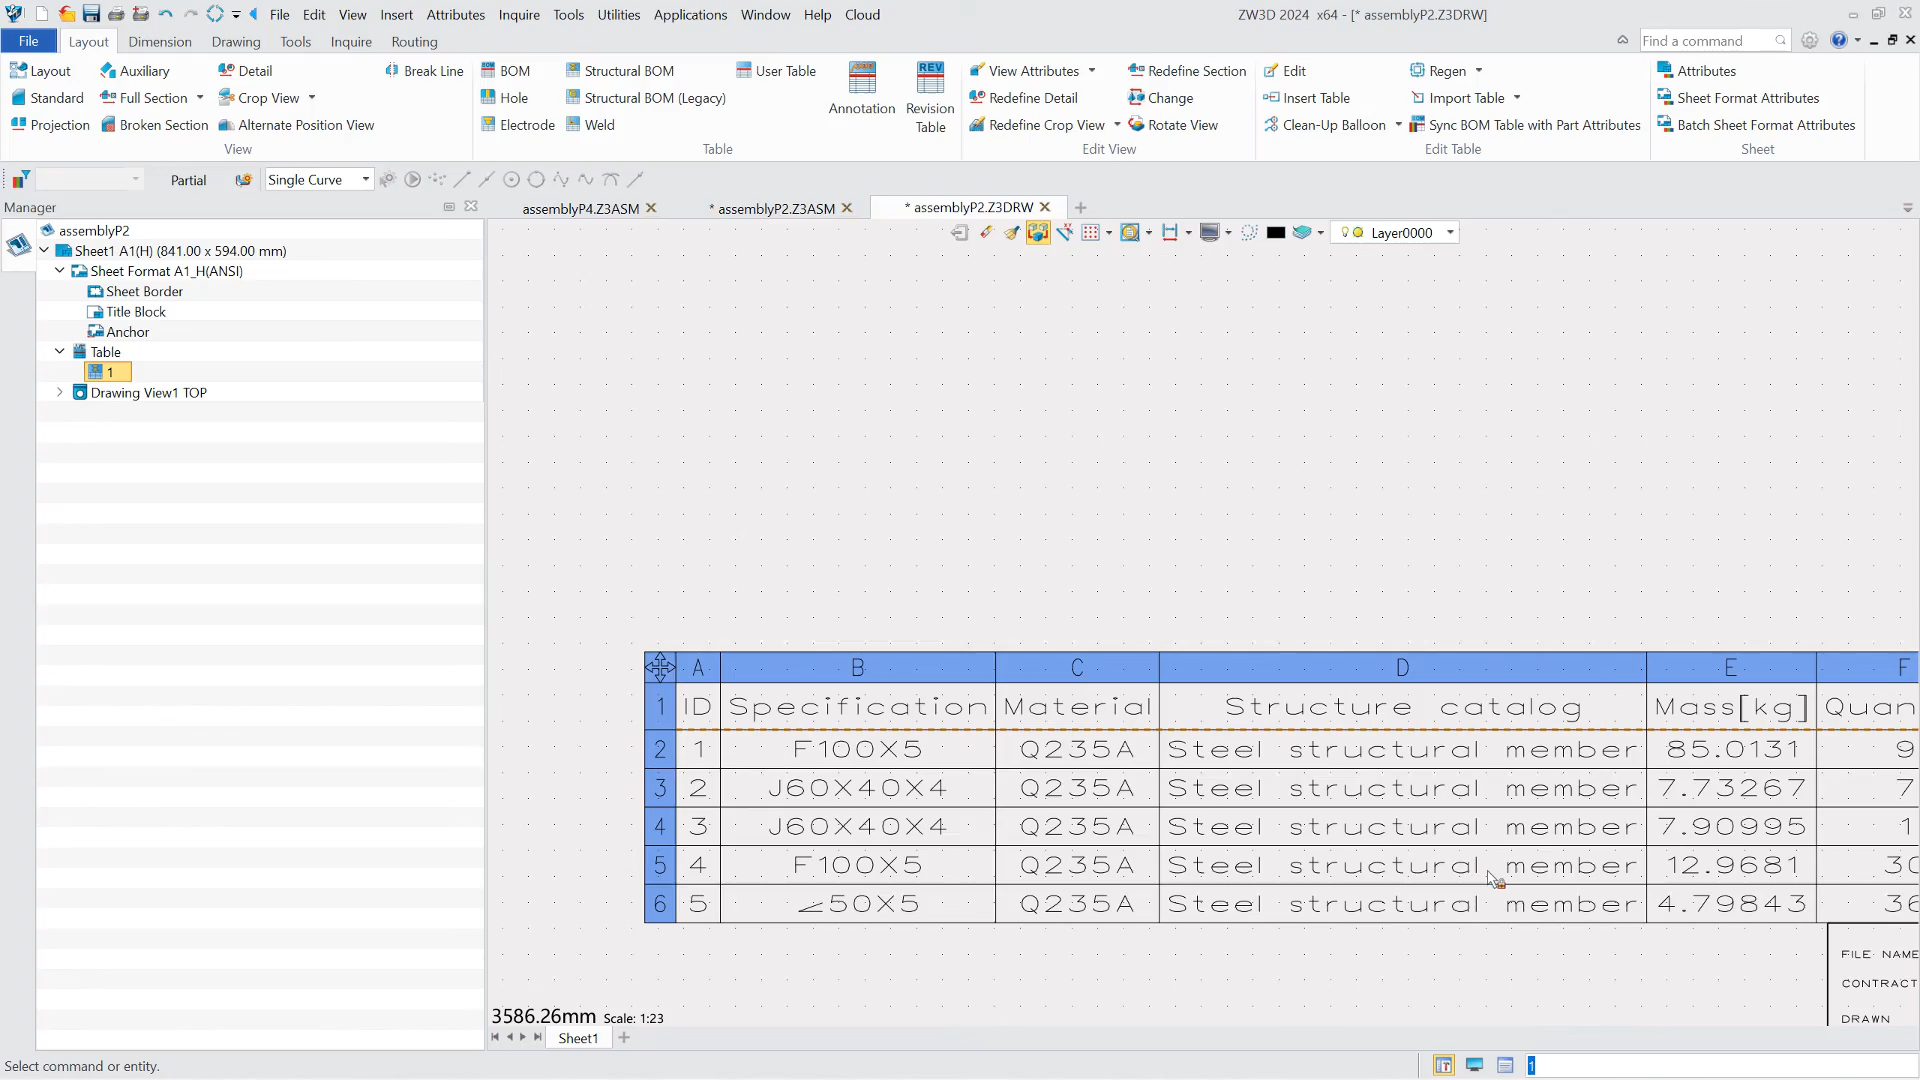 File Edit View Insert Attributes Inquire Tools Utilities Applications Window Help Cloud ZW3D 2024 x64 - [* assemblyP2.Z3DRW]
File Layout Dimension Drawing Tools Inquire Routing Find a command
Layout Auxiliary Detail Break Line BOM Structural BOM User Table View Attributes Redefine Section Edit Regen Attributes
Standard Full Section Crop View Hole Structural BOM (Legacy) Annotation REV Revision Table Redefine Detail Change Insert Table Import Table Sheet Format Attributes
Projection Broken Section Alternate Position View Electrode Weld Redefine Crop View Rotate View Clean-Up Balloon Sync BOM Table with Part Attributes Batch Sheet Format Attributes
View Table Edit View Edit Table Sheet
Partial Single Curve
Manager assemblyP4.Z3ASM * assemblyP2.Z3ASM * assemblyP2.Z3DRW
assemblyP2 Layer0000
Sheet1 A1(H) (841.00 x 594.00 mm)
Sheet Format A1_H(ANSI)
Sheet Border
Title Block
Anchor
Table
1
Drawing View1 TOP
A B C D E F
1 ID Specification Material Structure catalog Mass[kg] Quan
2 1 F100X5 Q235A Steel structural member 85.0131 9
3 2 J60X40X4 Q235A Steel structural member 7.73267 7
4 3 J60X40X4 Q235A Steel structural member 7.90995 1
5 4 F100X5 Q235A Steel structural member 12.9681 30
6 5 ∠50X5 Q235A Steel structural member 4.79843 36
FILE NAME
CONTRACT
DRAWN
3586.26mm Scale: 1:23
Sheet1
Select command or entity. 1